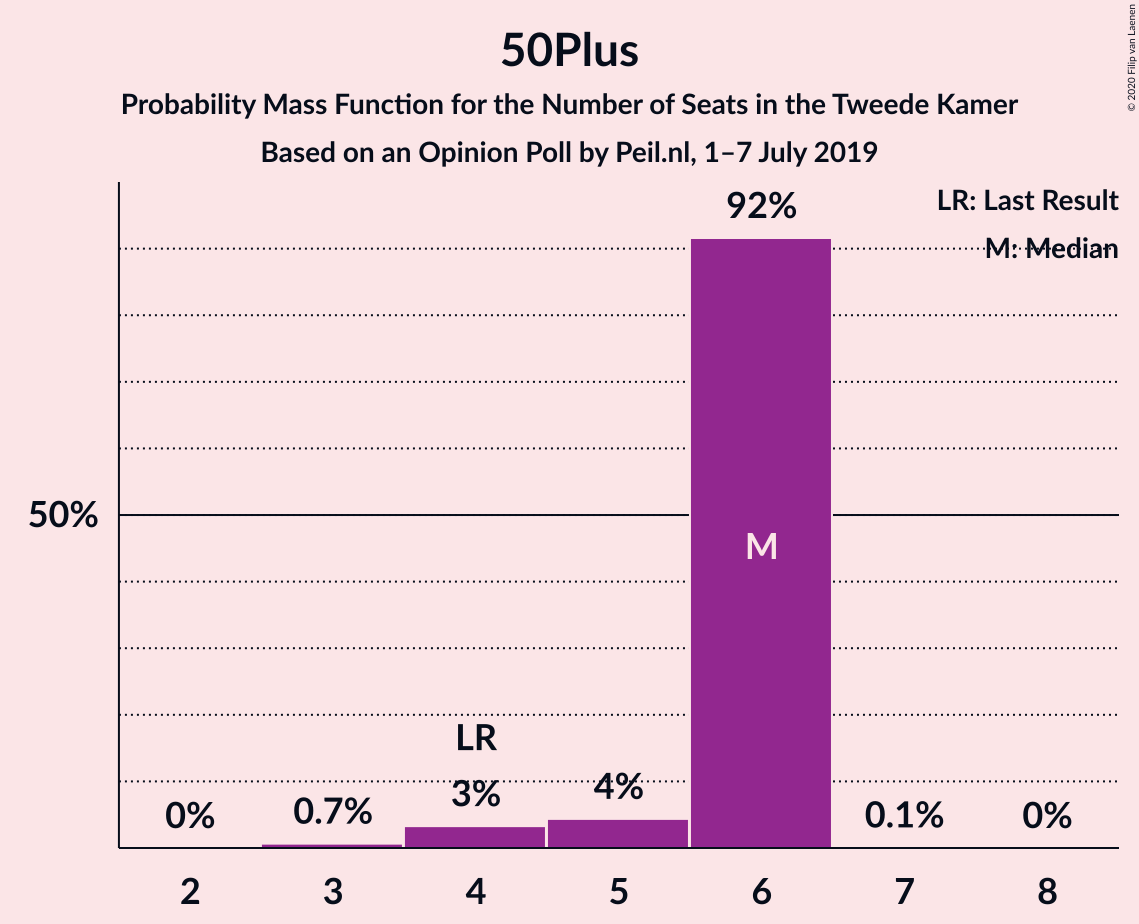 50Plus
Probability Mass Function for the Number of Seats in the Tweede Kamer
Based on an Opinion Poll by Peil.nl, 1–7 July 2019
© 2020 Filip van Laenen
LR: Last Result
M: Median
92%
50%
M
LR
0%
0.7%
3%
4%
0.1%
0%
2 3 4 5 6 7 8